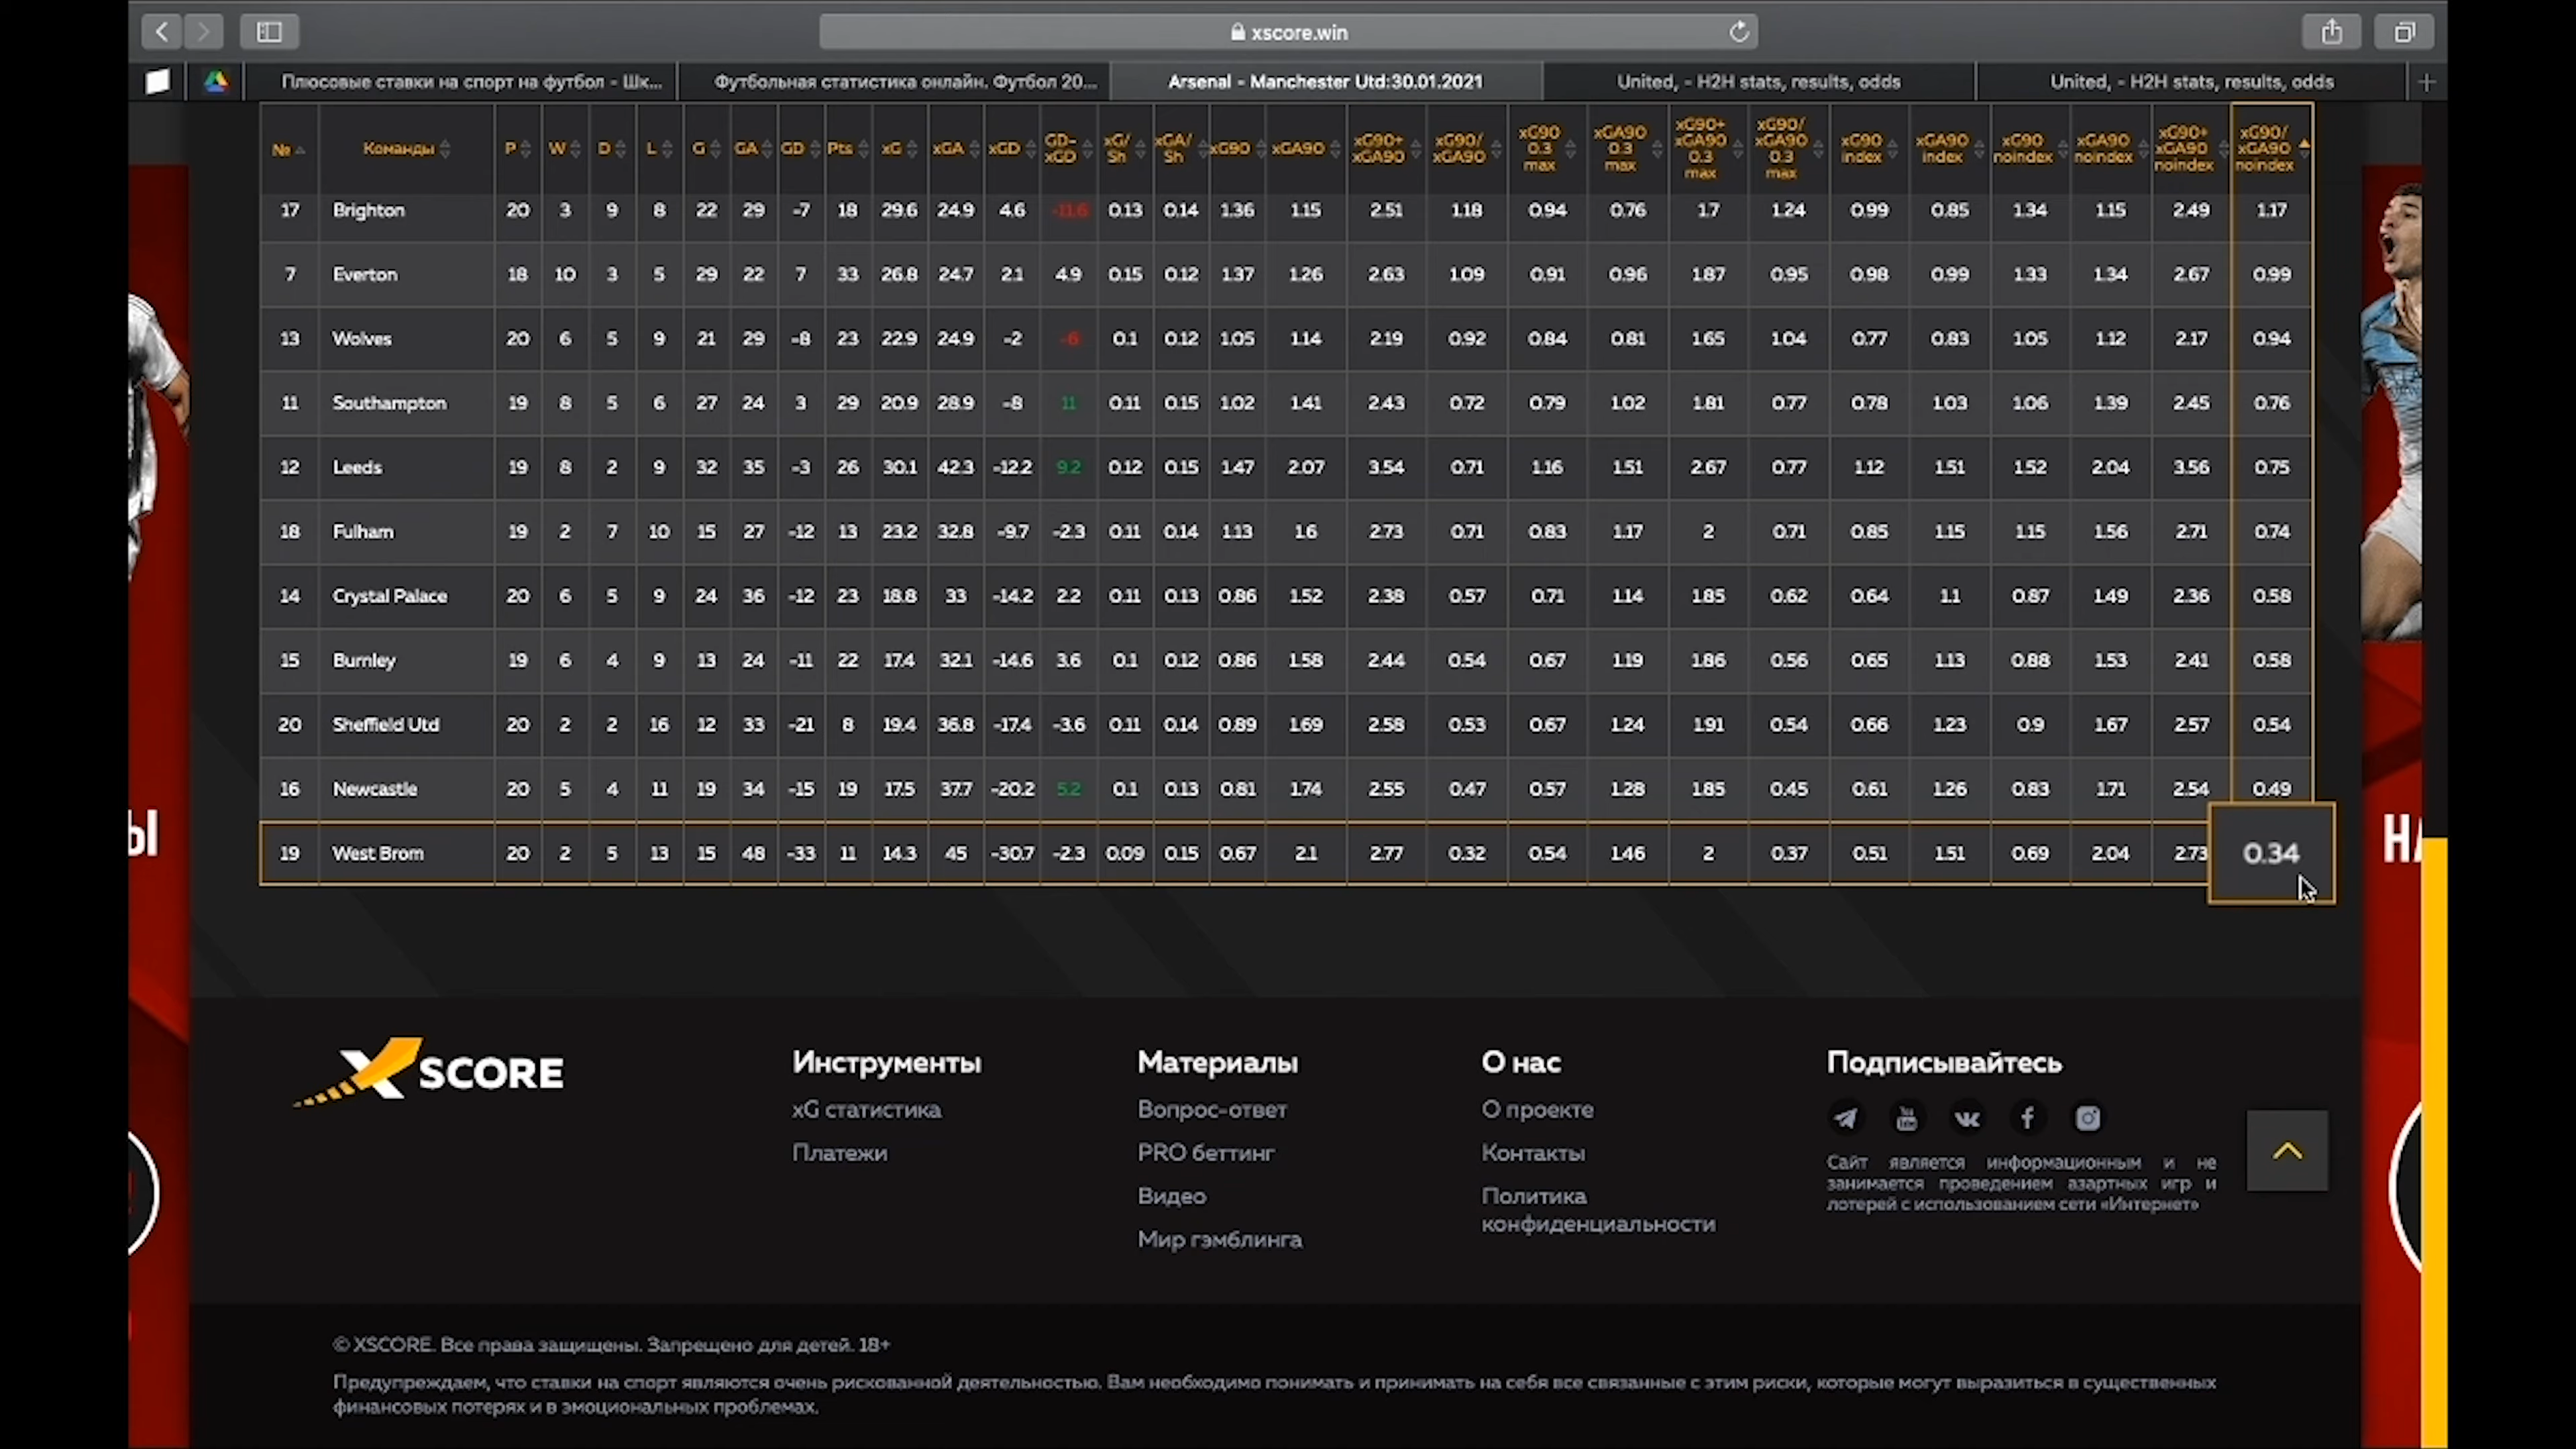 xscore.win
Плюсовые ставки на спорт на футбол - Шк...
Футбольная статистика онлайн. Футбол 20...
Arsenal - Manchester Utd:30.01.2021
United, - H2H stats, results, odds
United, - H2H stats, results, odds
№ Команды P W D L G GA GD Pts xG xGA xGD GD-xGD xG/Sh xGA/Sh xG90 xGA90 xG90+xGA90 xG90/xGA90 xG90 0.3 max xGA90 0.3 max xG90+xGA90 0.3 max xG90/xGA90 0.3 max xG90 index xGA90 index xG90 noindex xGA90 noindex xG90+xGA90 noindex xG90/xGA90 noindex
17 Brighton 20 3 9 8 22 29 -7 18 29.6 24.9 4.6 -11.6 0.13 0.14 1.36 1.15 2.51 1.18 0.94 0.76 1.7 1.24 0.99 0.85 1.34 1.15 2.49 1.17
7 Everton 18 10 3 5 29 22 7 33 26.8 24.7 2.1 4.9 0.15 0.12 1.37 1.26 2.63 1.09 0.91 0.96 1.87 0.95 0.98 0.99 1.33 1.34 2.67 0.99
13 Wolves 20 6 5 9 21 29 -8 23 22.9 24.9 -2 -6 0.1 0.12 1.05 1.14 2.19 0.92 0.84 0.81 1.65 1.04 0.77 0.83 1.05 1.12 2.17 0.94
11 Southampton 19 8 5 6 27 24 3 29 20.9 28.9 -8 11 0.11 0.15 1.02 1.41 2.43 0.72 0.79 1.02 1.81 0.77 0.78 1.03 1.06 1.39 2.45 0.76
12 Leeds 19 8 2 9 32 35 -3 26 30.1 42.3 -12.2 9.2 0.12 0.15 1.47 2.07 3.54 0.71 1.16 1.51 2.67 0.77 1.12 1.51 1.52 2.04 3.56 0.75
18 Fulham 19 2 7 10 15 27 -12 13 23.2 32.8 -9.7 -2.3 0.11 0.14 1.13 1.6 2.73 0.71 0.83 1.17 2 0.71 0.85 1.15 1.15 1.56 2.71 0.74
14 Crystal Palace 20 6 5 9 24 36 -12 23 18.8 33 -14.2 2.2 0.11 0.13 0.86 1.52 2.38 0.57 0.71 1.14 1.85 0.62 0.64 1.1 0.87 1.49 2.36 0.58
15 Burnley 19 6 4 9 13 24 -11 22 17.4 32.1 -14.6 3.6 0.1 0.12 0.86 1.58 2.44 0.54 0.67 1.19 1.86 0.56 0.65 1.13 0.88 1.53 2.41 0.58
20 Sheffield Utd 20 2 2 16 12 33 -21 8 19.4 36.8 -17.4 -3.6 0.11 0.14 0.89 1.69 2.58 0.53 0.67 1.24 1.91 0.54 0.66 1.23 0.9 1.67 2.57 0.54
16 Newcastle 20 5 4 11 19 34 -15 19 17.5 37.7 -20.2 5.2 0.1 0.13 0.81 1.74 2.55 0.47 0.57 1.28 1.85 0.45 0.61 1.26 0.83 1.71 2.54 0.49
19 West Brom 20 2 5 13 15 48 -33 11 14.3 45 -30.7 -2.3 0.09 0.15 0.67 2.1 2.77 0.32 0.54 1.46 2 0.37 0.51 1.51 0.69 2.04 2.73 0.34
Ы
НА
XSCORE
Инструменты
xG статистика
Платежи
Материалы
Вопрос-ответ
PRO беттинг
Видео
Мир гэмблинга
О нас
О проекте
Контакты
Политика
конфиденциальности
Подписывайтесь
Сайт является информационным и не
занимается проведением азартных игр и
лотерей с использованием сети «Интернет»
© XSCORE. Все права защищены. Запрещено для детей. 18+
Предупреждаем, что ставки на спорт являются очень рискованной деятельностью. Вам необходимо понимать и принимать на себя все связанные с этим риски, которые могут выразиться в существенных
финансовых потерях и в эмоциональных проблемах.